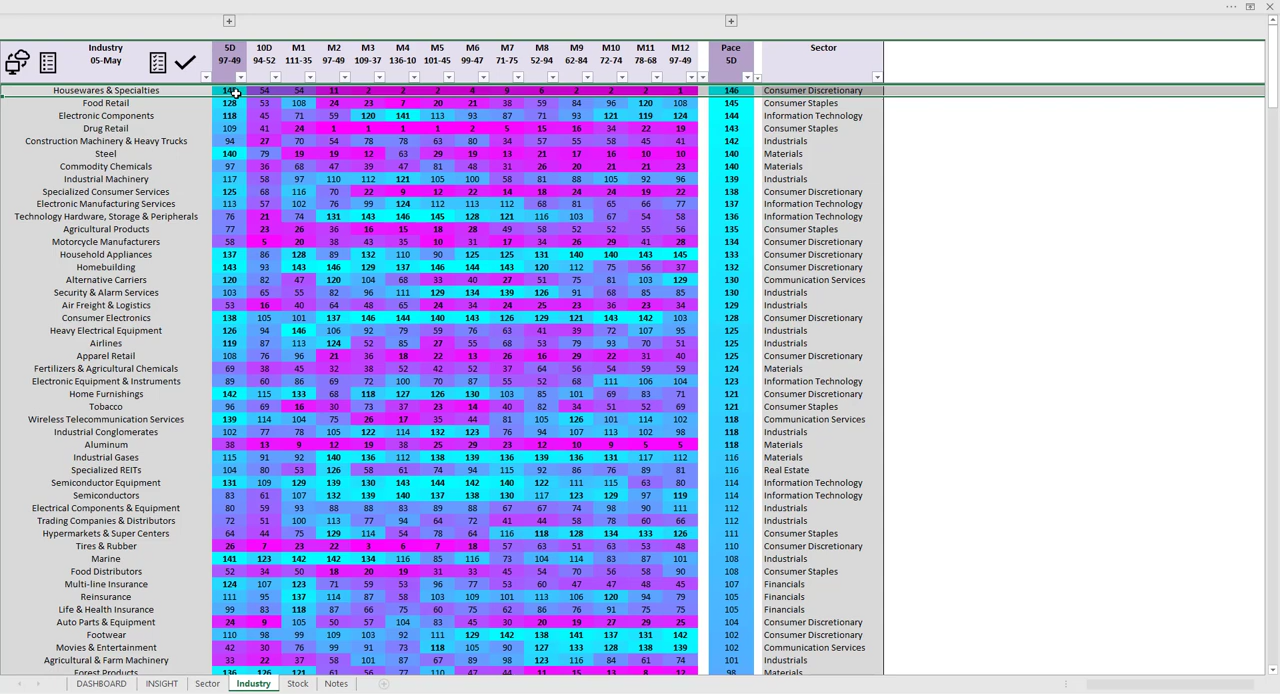 Industry 5D 10D M1 M2 M3 M4 M5 M6 M7 M8 M9 M10 M11 M12 Pace Sector
05-May 97-49 94-52 111-35 97-49 109-37 136-10 101-45 99-47 71-75 52-94 62-84 72-74 78-68 97-49 5D
Housewares & Specialties 54 54 11 2 2 2 4 9 6 2 2 2 1 146 Consumer Discretionary
Food Retail 128 53 108 24 23 7 20 21 38 59 84 96 120 108 145 Consumer Staples
Electronic Components 118 45 71 59 120 141 113 93 87 71 93 121 119 124 144 Information Technology
Drug Retail 109 41 24 1 1 1 1 2 5 15 16 34 22 19 143 Consumer Staples
Construction Machinery & Heavy Trucks 94 27 70 54 78 78 63 80 34 57 55 58 45 41 142 Industrials
Steel 140 79 19 19 12 63 29 19 13 21 17 16 10 10 140 Materials
Commodity Chemicals 97 36 68 47 39 47 81 48 31 26 20 21 21 23 140 Materials
Industrial Machinery 117 58 97 110 112 121 105 100 58 81 88 105 92 96 139 Industrials
Specialized Consumer Services 125 68 116 70 22 9 12 22 14 18 24 24 19 22 138 Consumer Discretionary
Electronic Manufacturing Services 113 57 102 76 99 124 112 113 112 68 81 65 66 77 137 Information Technology
Technology Hardware, Storage & Peripherals 76 21 74 131 143 146 145 128 121 116 103 67 54 58 136 Information Technology
Agricultural Products 77 23 26 36 16 15 18 28 49 58 52 52 55 56 135 Consumer Staples
Motorcycle Manufacturers 58 5 20 38 43 35 10 31 17 34 26 29 41 28 134 Consumer Discretionary
Household Appliances 137 86 128 89 132 110 90 125 125 131 140 140 143 145 133 Consumer Discretionary
Homebuilding 143 93 143 146 129 137 146 144 143 120 112 75 56 37 132 Consumer Discretionary
Alternative Carriers 120 82 47 120 104 68 33 40 27 51 75 81 103 129 130 Communication Services
Security & Alarm Services 103 65 55 82 96 111 129 134 139 126 91 68 85 85 130 Industrials
Air Freight & Logistics 53 16 40 64 48 65 24 34 24 25 23 36 23 34 129 Industrials
Consumer Electronics 138 105 101 137 146 144 140 143 126 129 121 143 142 103 128 Consumer Discretionary
Heavy Electrical Equipment 126 94 146 106 92 79 59 76 63 41 39 72 107 95 125 Industrials
Airlines 119 87 113 124 52 85 27 55 68 53 79 93 70 51 125 Industrials
Apparel Retail 108 76 96 21 36 18 22 13 26 16 29 22 31 40 125 Consumer Discretionary
Fertilizers & Agricultural Chemicals 69 38 45 32 38 52 42 52 37 64 56 54 59 59 124 Materials
Electronic Equipment & Instruments 89 60 86 69 72 100 70 87 55 52 68 111 106 104 123 Information Technology
Home Furnishings 142 115 133 68 118 127 126 130 103 85 101 69 83 71 121 Consumer Discretionary
Tobacco 96 69 16 30 73 37 23 14 40 82 34 51 52 69 121 Consumer Staples
Wireless Telecommunication Services 139 114 104 75 26 17 35 44 81 105 126 101 114 102 118 Communication Services
Industrial Conglomerates 102 77 78 105 122 114 132 123 106 94 107 113 102 98 118 Industrials
Aluminum 38 13 9 12 19 38 25 29 23 12 10 9 5 5 118 Materials
Industrial Gases 115 91 92 140 136 112 138 139 136 139 136 131 117 112 116 Materials
Specialized REITs 104 80 53 126 58 61 74 94 115 92 86 76 89 81 116 Real Estate
Semiconductor Equipment 131 109 129 139 130 143 144 142 140 122 111 115 63 80 114 Information Technology
Semiconductors 83 61 107 132 139 140 137 138 130 117 123 129 97 119 114 Information Technology
Electrical Components & Equipment 80 59 93 88 88 83 89 88 67 67 74 98 90 111 112 Industrials
Trading Companies & Distributors 72 51 100 113 77 94 64 72 41 44 58 78 60 66 112 Industrials
Hypermarkets & Super Centers 64 44 75 129 114 54 78 64 116 118 128 134 133 126 111 Consumer Staples
Tires & Rubber 26 7 23 22 3 6 7 18 57 63 51 63 53 48 110 Consumer Discretionary
Marine 141 123 142 142 134 116 85 116 73 104 114 83 87 101 108 Industrials
Food Distributors 52 34 50 18 20 19 31 33 45 54 70 56 58 90 108 Consumer Staples
Multi-line Insurance 124 107 123 71 59 53 96 77 53 60 47 48 48 45 107 Financials
Reinsurance 111 95 137 114 87 58 103 109 101 113 106 120 94 79 105 Financials
Life & Health Insurance 99 83 118 87 66 75 60 75 62 86 76 91 75 75 105 Financials
Auto Parts & Equipment 24 9 105 50 57 104 83 45 30 20 19 27 29 25 104 Consumer Discretionary
Footwear 110 98 99 109 103 92 111 129 142 138 141 137 131 142 102 Consumer Discretionary
Movies & Entertainment 42 30 76 99 91 73 118 105 90 127 133 128 138 139 102 Communication Services
Agricultural & Farm Machinery 33 22 37 58 101 87 67 89 98 123 116 84 61 74 101 Industrials
Forest Products 136 126 121 61 56 77 110 47 44 11 15 13 8 12 98 Materials
DASHBOARD INSIGHT Sector Industry Stock Notes